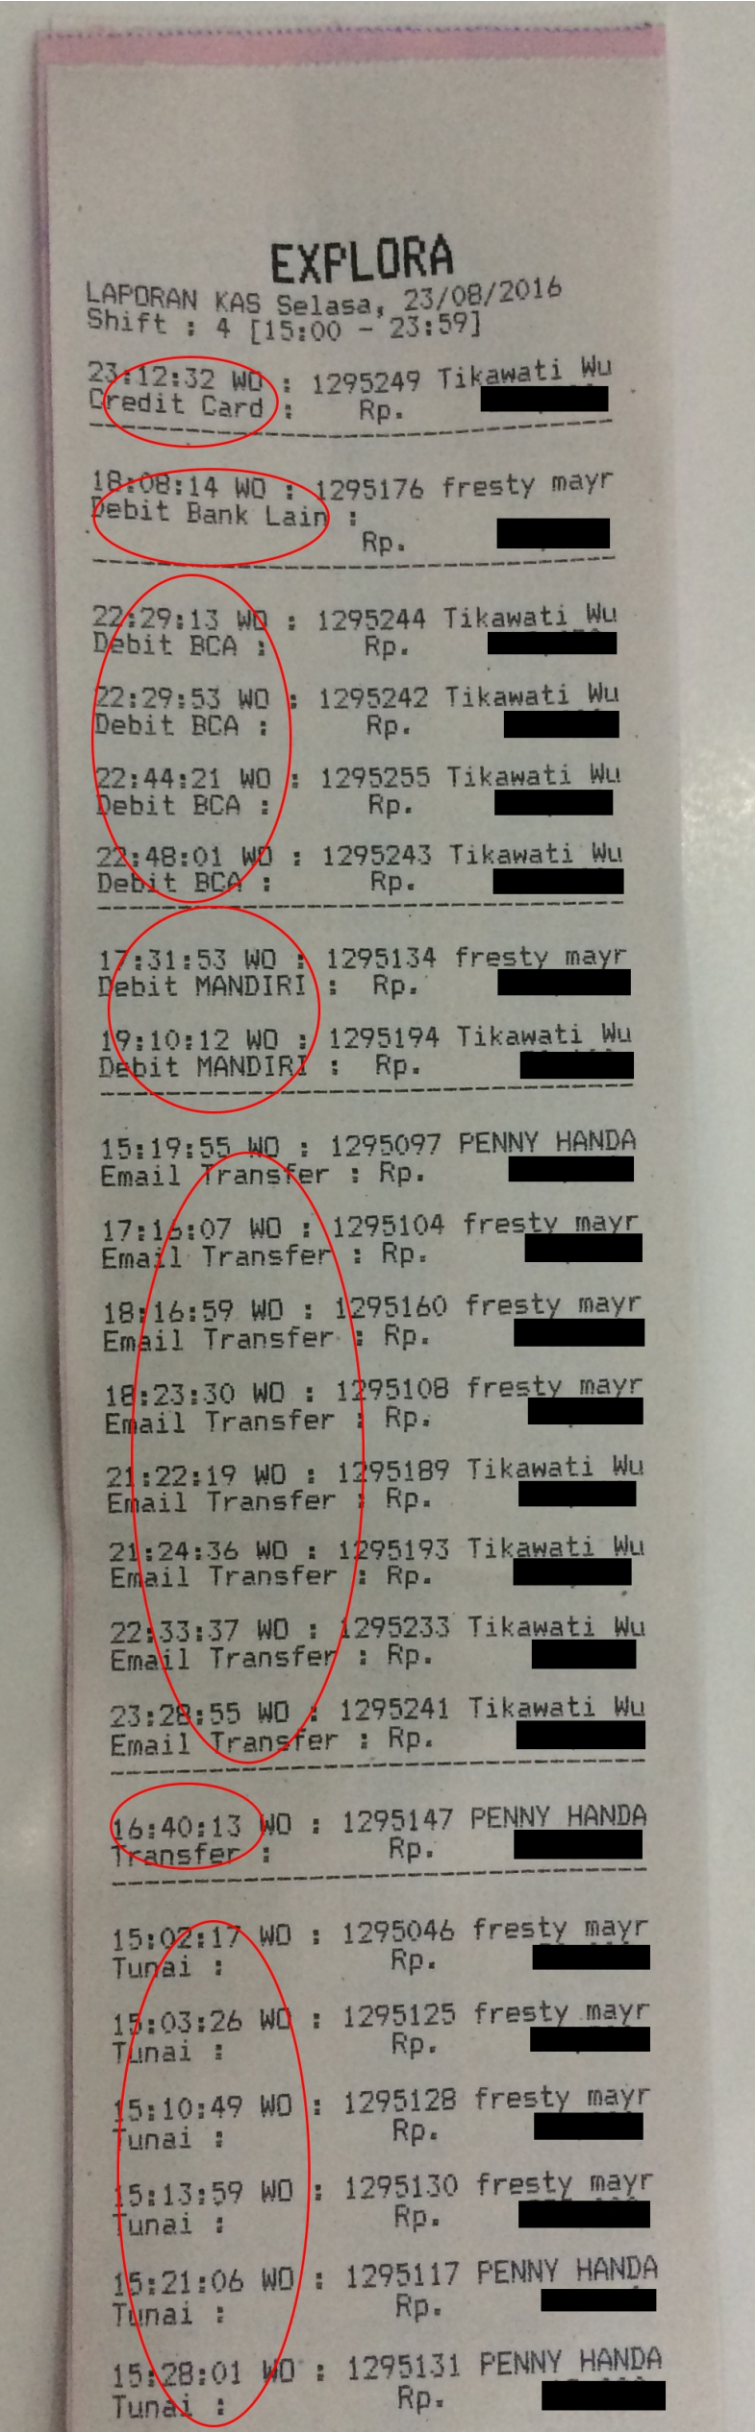 EXPLORA
LAPORAN KAS Selasa, 23/08/2016
Shift : 4 [15:00 - 23:59]
23:12:32 WO : 1295249 Tikawati Wu
Credit Card : Rp.
18:08:14 WO : 1295176 fresty mayr
Debit Bank Lain :
Rp.
22:29:13 WO : 1295244 Tikawati Wu
Debit BCA : Rp.
22:29:53 WO : 1295242 Tikawati Wu
Debit BCA : Rp.
22:44:21 WO : 1295255 Tikawati Wu
Debit BCA : Rp.
22:48:01 WO : 1295243 Tikawati Wu
Debit BCA : Rp.
17:31:53 WO : 1295134 fresty mayr
Debit MANDIRI : Rp.
19:10:12 WO : 1295194 Tikawati Wu
Debit MANDIRI : Rp.
15:19:55 WO : 1295097 PENNY HANDA
Email Transfer : Rp.
17:16:07 WO : 1295104 fresty mayr
Email Transfer : Rp.
18:16:59 WO : 1295160 fresty mayr
Email Transfer : Rp.
18:23:30 WO : 1295108 fresty mayr
Email Transfer : Rp.
21:22:19 WO : 1295189 Tikawati Wu
Email Transfer : Rp.
21:24:36 WO : 1295193 Tikawati Wu
Email Transfer : Rp.
22:33:37 WO : 1295233 Tikawati Wu
Email Transfer : Rp.
23:28:55 WO : 1295241 Tikawati Wu
Email Transfer : Rp.
16:40:13 WO : 1295147 PENNY HANDA
Transfer : Rp.
15:02:17 WO : 1295046 fresty mayr
Tunai : Rp.
15:03:26 WO : 1295125 fresty mayr
Tunai : Rp.
15:10:49 WO : 1295128 fresty mayr
Tunai : Rp.
15:13:59 WO : 1295130 fresty mayr
Tunai : Rp.
15:21:06 WO : 1295117 PENNY HANDA
Tunai : Rp.
15:28:01 WO : 1295131 PENNY HANDA
Tunai : Rp.